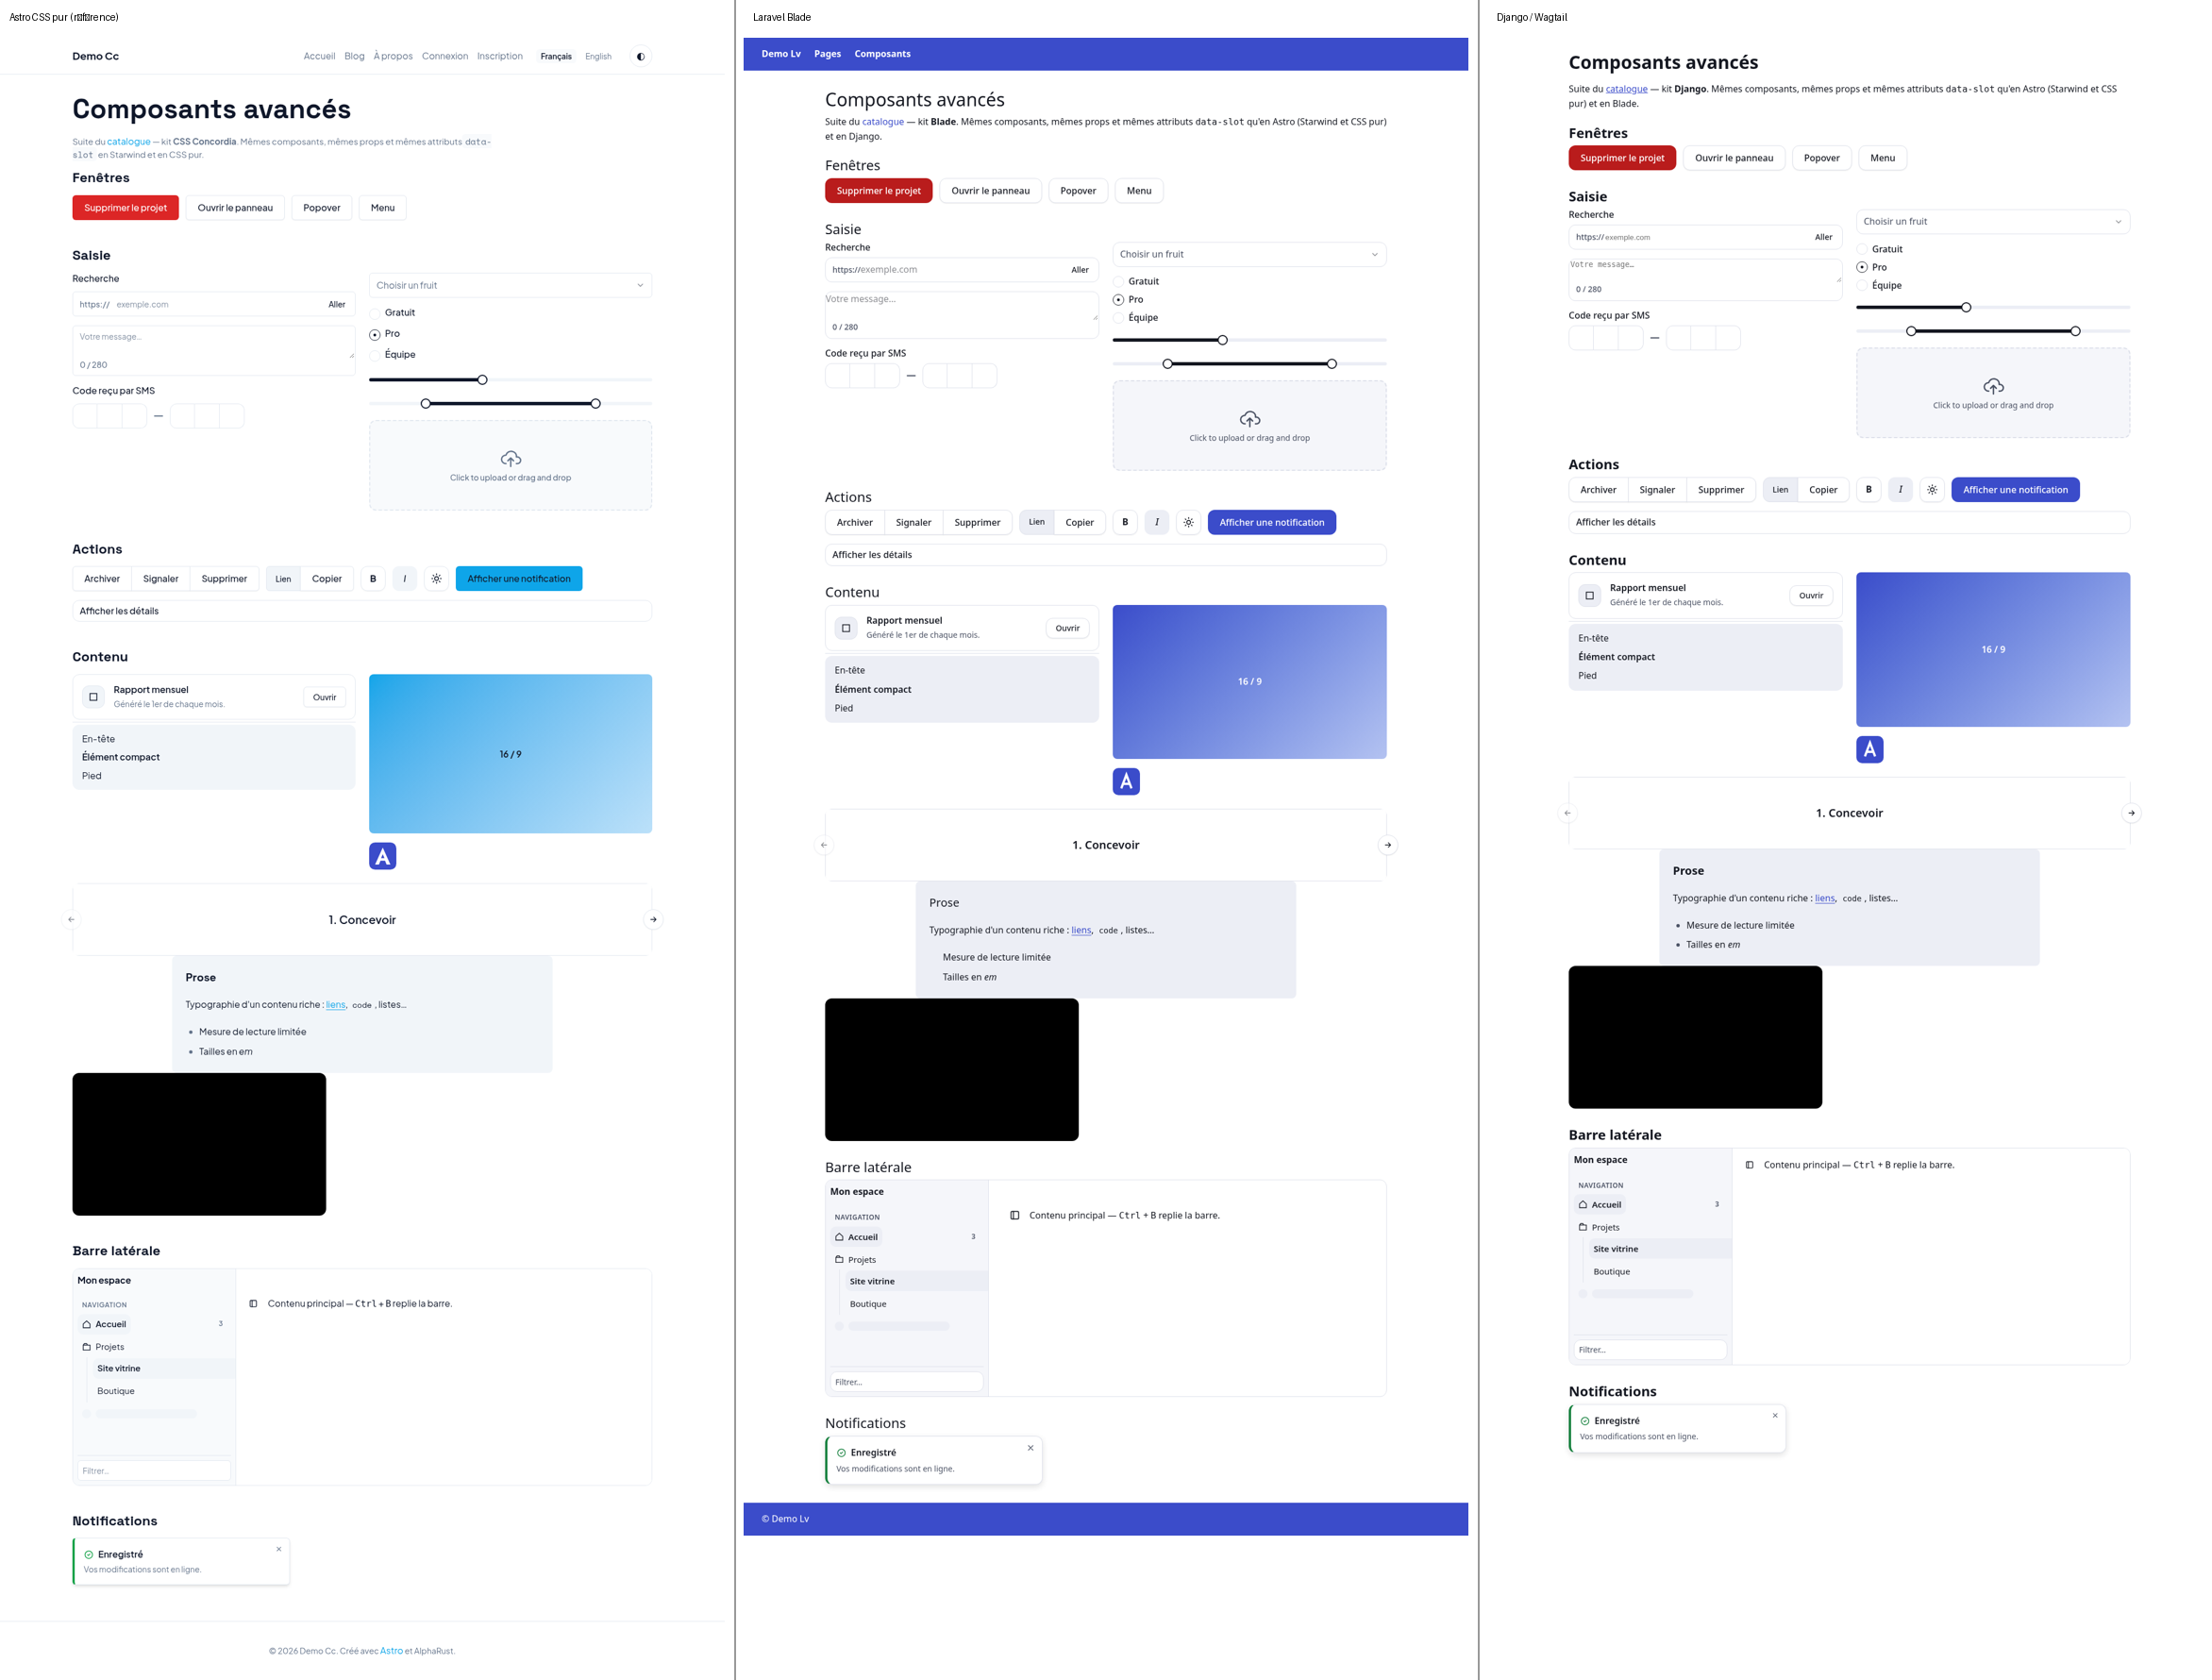 Astro CSS pur
Demo Cc
Accueil Blog À propos Connexion Inscription Français English
Composants avancés
Suite du catalogue — kit CSS Concordia. Mêmes composants, mêmes props et mêmes attributs data-
slot en Starwind et en CSS pur.
Fenêtres
Supprimer le projet Ouvrir le panneau Popover Menu
Saisie
Recherche
https:// exemple.com Aller
Votre message…
0 / 280
Code reçu par SMS
—
Choisir un fruit
Gratuit
Pro
Équipe
Click to upload or drag and drop
Actions
Archiver Signaler Supprimer Lien Copier B I Afficher une notification
Afficher les détails
Contenu
Rapport mensuel
Généré le 1er de chaque mois.
Ouvrir
En-tête
Élément compact
Pied
16 / 9
A
1. Concevoir
Prose
Typographie d'un contenu riche : liens, code , listes…
Mesure de lecture limitée
Tailles en em
Barre latérale
Mon espace
NAVIGATION
Accueil 3
Projets
Site vitrine
Boutique
Filtrer…
Contenu principal — Ctrl + B replie la barre.
Notifications
Enregistré
Vos modifications sont en ligne.
© 2026 Demo Cc. Créé avec Astro et AlphaRust.
Laravel Blade
Demo Lv Pages Composants
Composants avancés
Suite du catalogue — kit Blade. Mêmes composants, mêmes props et mêmes attributs data-slot qu'en Astro (Starwind et CSS pur)
et en Django.
Fenêtres
Supprimer le projet Ouvrir le panneau Popover Menu
Saisie
Recherche
https://exemple.com Aller
Votre message…
0 / 280
Code reçu par SMS
—
Choisir un fruit
Gratuit
Pro
Équipe
Click to upload or drag and drop
Actions
Archiver Signaler Supprimer Lien Copier B I Afficher une notification
Afficher les détails
Contenu
Rapport mensuel
Généré le 1er de chaque mois.
Ouvrir
En-tête
Élément compact
Pied
16 / 9
A
1. Concevoir
Prose
Typographie d'un contenu riche : liens, code , listes…
Mesure de lecture limitée
Tailles en em
Barre latérale
Mon espace
NAVIGATION
Accueil 3
Projets
Site vitrine
Boutique
Filtrer…
Contenu principal — Ctrl + B replie la barre.
Notifications
Enregistré
Vos modifications sont en ligne.
© Demo Lv
Django / Wagtail
Composants avancés
Suite du catalogue — kit Django. Mêmes composants, mêmes props et mêmes attributs data-slot qu'en Astro (Starwind et CSS
pur) et en Blade.
Fenêtres
Supprimer le projet Ouvrir le panneau Popover Menu
Saisie
Recherche
https://exemple.com Aller
Votre message…
0 / 280
Code reçu par SMS
—
Choisir un fruit
Gratuit
Pro
Équipe
Click to upload or drag and drop
Actions
Archiver Signaler Supprimer Lien Copier B I Afficher une notification
Afficher les détails
Contenu
Rapport mensuel
Généré le 1er de chaque mois.
Ouvrir
En-tête
Élément compact
Pied
16 / 9
A
1. Concevoir
Prose
Typographie d'un contenu riche : liens, code , listes…
Mesure de lecture limitée
Tailles en em
Barre latérale
Mon espace
NAVIGATION
Accueil 3
Projets
Site vitrine
Boutique
Filtrer…
Contenu principal — Ctrl + B replie la barre.
Notifications
Enregistré
Vos modifications sont en ligne.